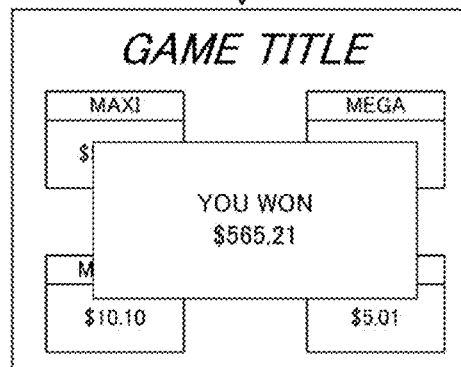 GAME TITLE
MAXI MEGA
$
YOU WON
$565.21
M
$10.10 $5.01